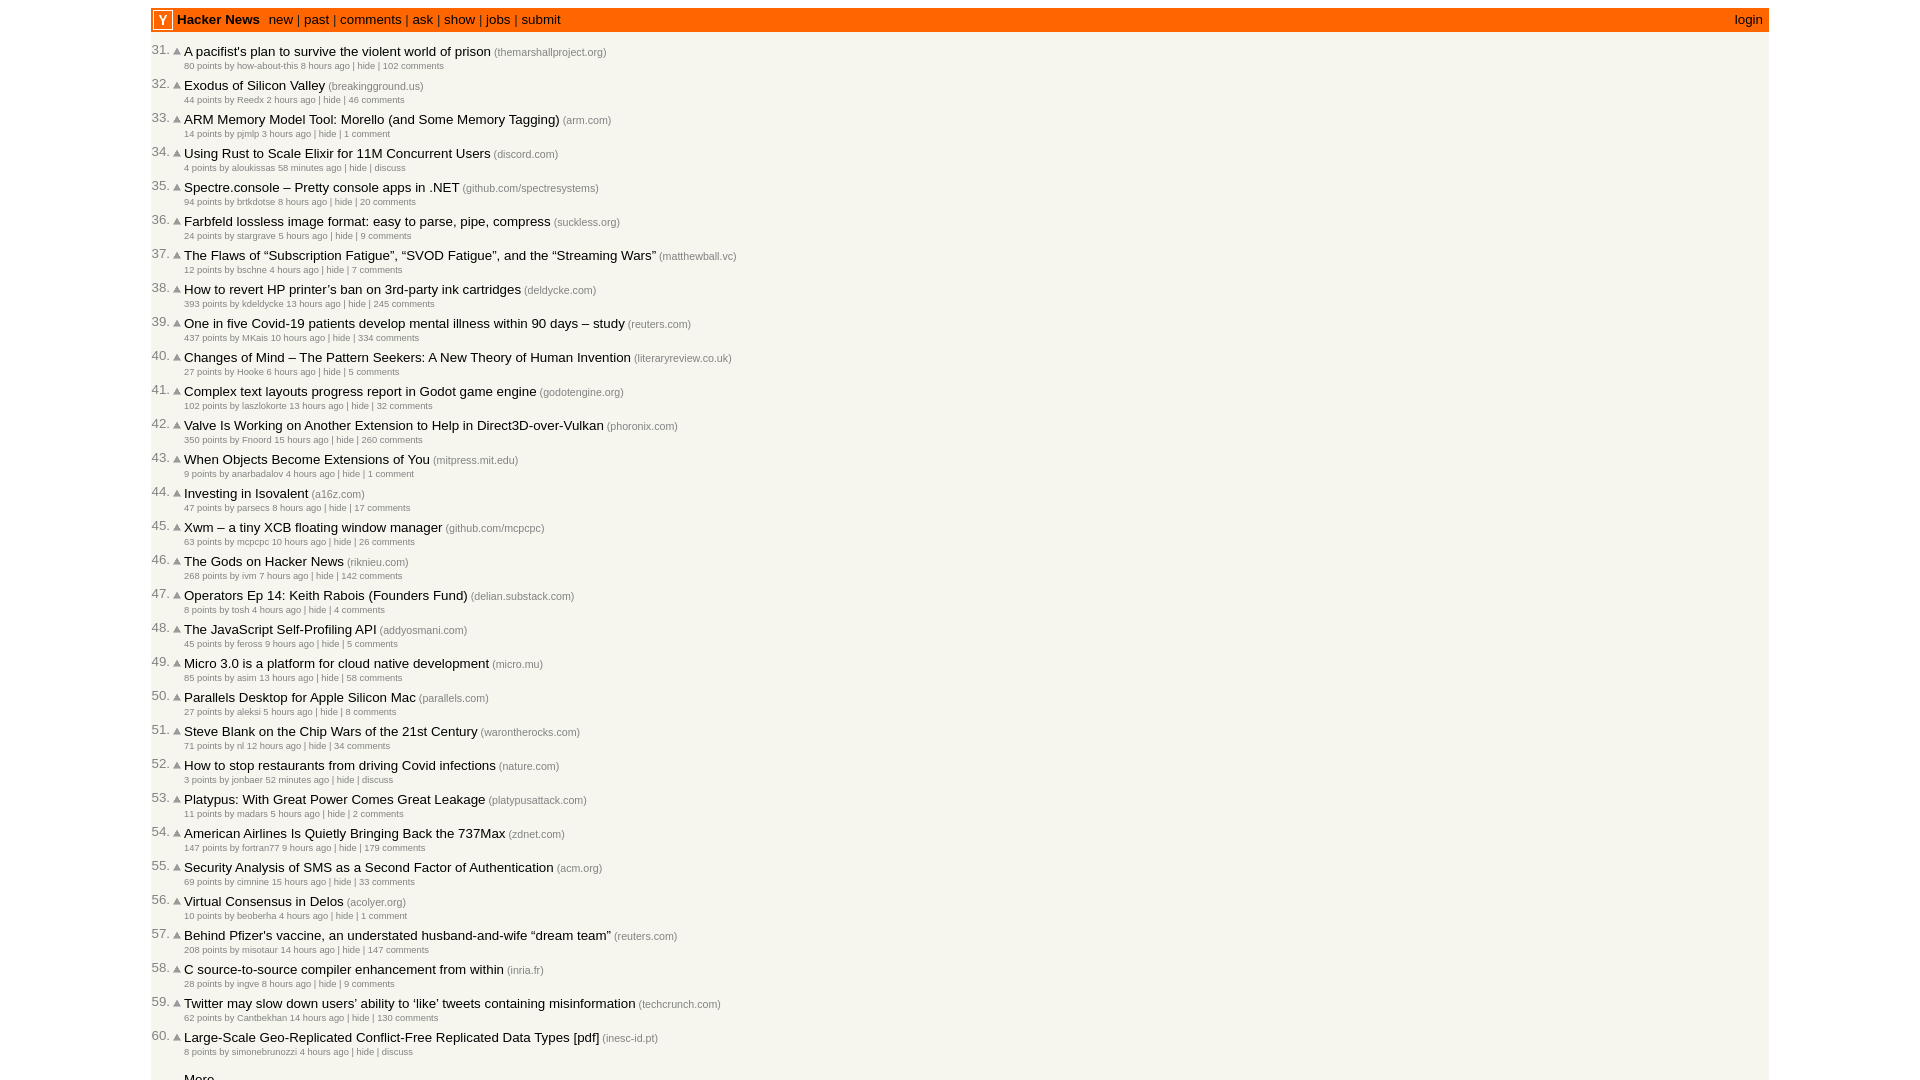 Y Hacker News new | past | comments | ask | show | jobs | submit login
31. A pacifist's plan to survive the violent world of prison (themarshallproject.org)
80 points by how-about-this 8 hours ago | hide | 102 comments
32. Exodus of Silicon Valley (breakingground.us)
44 points by Reedx 2 hours ago | hide | 46 comments
33. ARM Memory Model Tool: Morello (and Some Memory Tagging) (arm.com)
14 points by pjmlp 3 hours ago | hide | 1 comment
34. Using Rust to Scale Elixir for 11M Concurrent Users (discord.com)
4 points by aloukissas 58 minutes ago | hide | discuss
35. Spectre.console – Pretty console apps in .NET (github.com/spectresystems)
94 points by brtkdotse 8 hours ago | hide | 20 comments
36. Farbfeld lossless image format: easy to parse, pipe, compress (suckless.org)
24 points by stargrave 5 hours ago | hide | 9 comments
37. The Flaws of “Subscription Fatigue”, “SVOD Fatigue”, and the “Streaming Wars” (matthewball.vc)
12 points by bschne 4 hours ago | hide | 7 comments
38. How to revert HP printer’s ban on 3rd-party ink cartridges (deldycke.com)
393 points by kdeldycke 13 hours ago | hide | 245 comments
39. One in five Covid-19 patients develop mental illness within 90 days – study (reuters.com)
437 points by MKais 10 hours ago | hide | 334 comments
40. Changes of Mind – The Pattern Seekers: A New Theory of Human Invention (literaryreview.co.uk)
27 points by Hooke 6 hours ago | hide | 5 comments
41. Complex text layouts progress report in Godot game engine (godotengine.org)
102 points by laszlokorte 13 hours ago | hide | 32 comments
42. Valve Is Working on Another Extension to Help in Direct3D-over-Vulkan (phoronix.com)
350 points by Fnoord 15 hours ago | hide | 260 comments
43. When Objects Become Extensions of You (mitpress.mit.edu)
9 points by anarbadalov 4 hours ago | hide | 1 comment
44. Investing in Isovalent (a16z.com)
47 points by parsecs 8 hours ago | hide | 17 comments
45. Xwm – a tiny XCB floating window manager (github.com/mcpcpc)
63 points by mcpcpc 10 hours ago | hide | 26 comments
46. The Gods on Hacker News (riknieu.com)
268 points by ivm 7 hours ago | hide | 142 comments
47. Operators Ep 14: Keith Rabois (Founders Fund) (delian.substack.com)
8 points by tosh 4 hours ago | hide | 4 comments
48. The JavaScript Self-Profiling API (addyosmani.com)
45 points by feross 9 hours ago | hide | 5 comments
49. Micro 3.0 is a platform for cloud native development (micro.mu)
85 points by asim 13 hours ago | hide | 58 comments
50. Parallels Desktop for Apple Silicon Mac (parallels.com)
27 points by aleksi 5 hours ago | hide | 8 comments
51. Steve Blank on the Chip Wars of the 21st Century (warontherocks.com)
71 points by nl 12 hours ago | hide | 34 comments
52. How to stop restaurants from driving Covid infections (nature.com)
3 points by jonbaer 52 minutes ago | hide | discuss
53. Platypus: With Great Power Comes Great Leakage (platypusattack.com)
11 points by madars 5 hours ago | hide | 2 comments
54. American Airlines Is Quietly Bringing Back the 737Max (zdnet.com)
147 points by fortran77 9 hours ago | hide | 179 comments
55. Security Analysis of SMS as a Second Factor of Authentication (acm.org)
69 points by cimnine 15 hours ago | hide | 33 comments
56. Virtual Consensus in Delos (acolyer.org)
10 points by beoberha 4 hours ago | hide | 1 comment
57. Behind Pfizer's vaccine, an understated husband-and-wife “dream team” (reuters.com)
208 points by misotaur 14 hours ago | hide | 147 comments
58. C source-to-source compiler enhancement from within (inria.fr)
28 points by ingve 8 hours ago | hide | 9 comments
59. Twitter may slow down users’ ability to ‘like’ tweets containing misinformation (techcrunch.com)
62 points by Cantbekhan 14 hours ago | hide | 130 comments
60. Large-Scale Geo-Replicated Conflict-Free Replicated Data Types [pdf] (inesc-id.pt)
8 points by simonebrunozzi 4 hours ago | hide | discuss
More